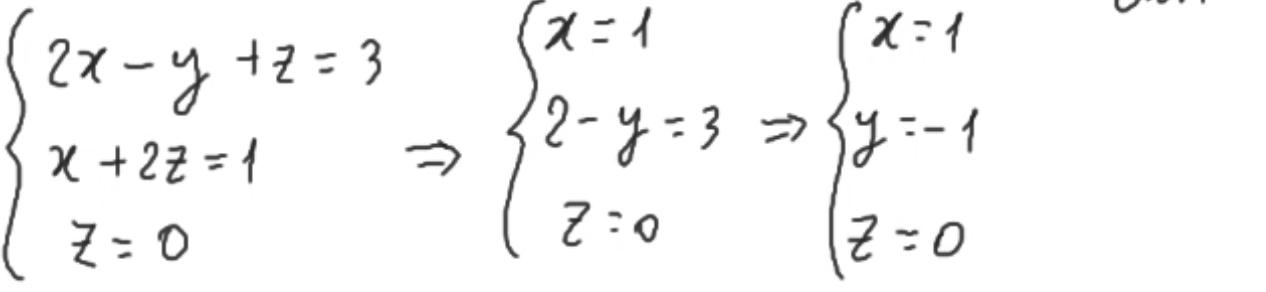 2x - y + z = 3 x = 1 x = 1
x + 2z = 1 ⇒ 2 - y = 3 ⇒ y = -1
z = 0 z = 0 z = 0